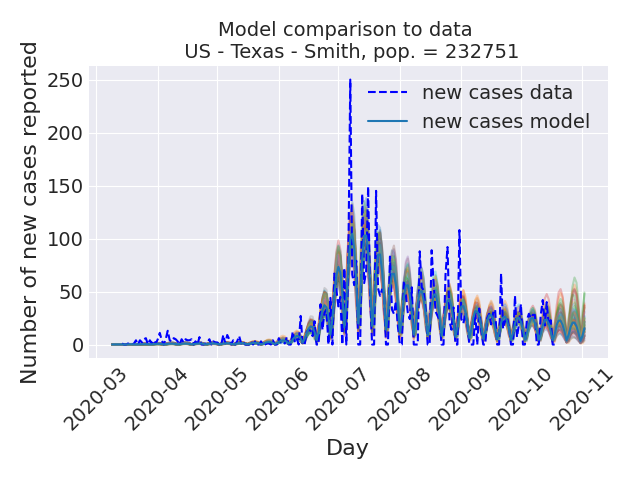 Model comparison to data
US - Texas - Smith, pop. = 232751
Number of new cases reported
250
200
150
100
50
0
new cases data
new cases model
2020-03
2020-04
2020-05
2020-06
2020-07
2020-08
2020-09
2020-10
2020-11
Day